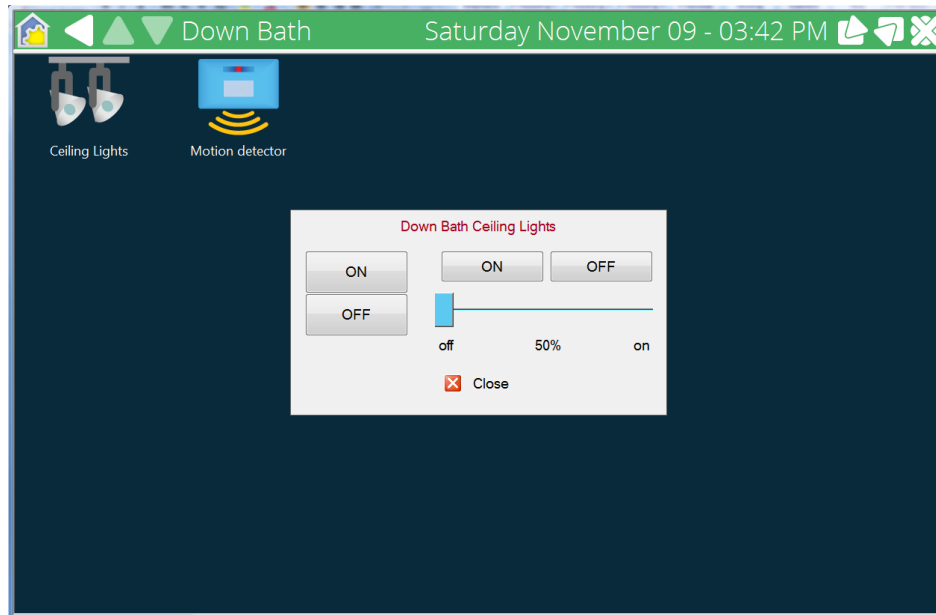 Down Bath
Saturday November 09 - 03:42 PM
Ceiling Lights
Motion detector
Down Bath Ceiling Lights
ON
ON
OFF
OFF
off
50%
on
Close